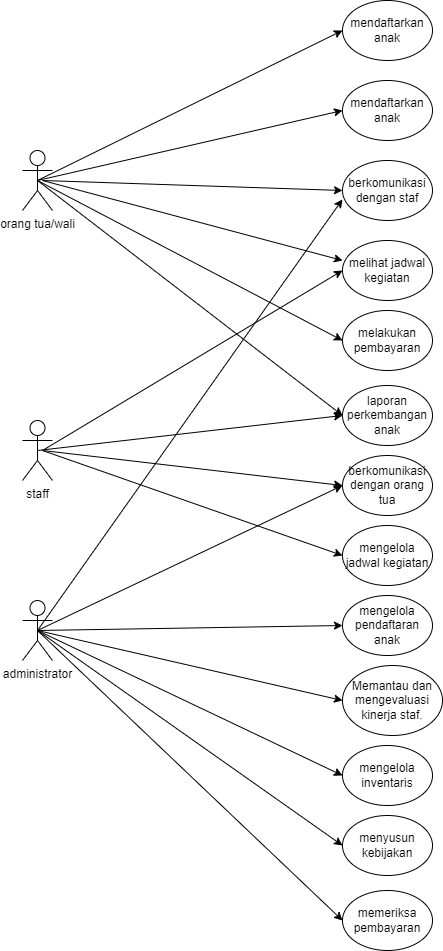 mendaftarkan
anak
mendaftarkan
anak
berkomunikasi
dengan staf
orang tua/wali
melihat jadwal
kegiatan
melakukan
pembayaran
laporan
perkembangan
anak
berkomunikasi
dengan orang
tua
staff
mengelola
jadwal kegiatan
mengelola
pendaftaran
anak
administrator
Memantau dan
mengevaluasi
kinerja staf.
mengelola
inventaris
menyusun
kebijakan
memeriksa
pembayaran